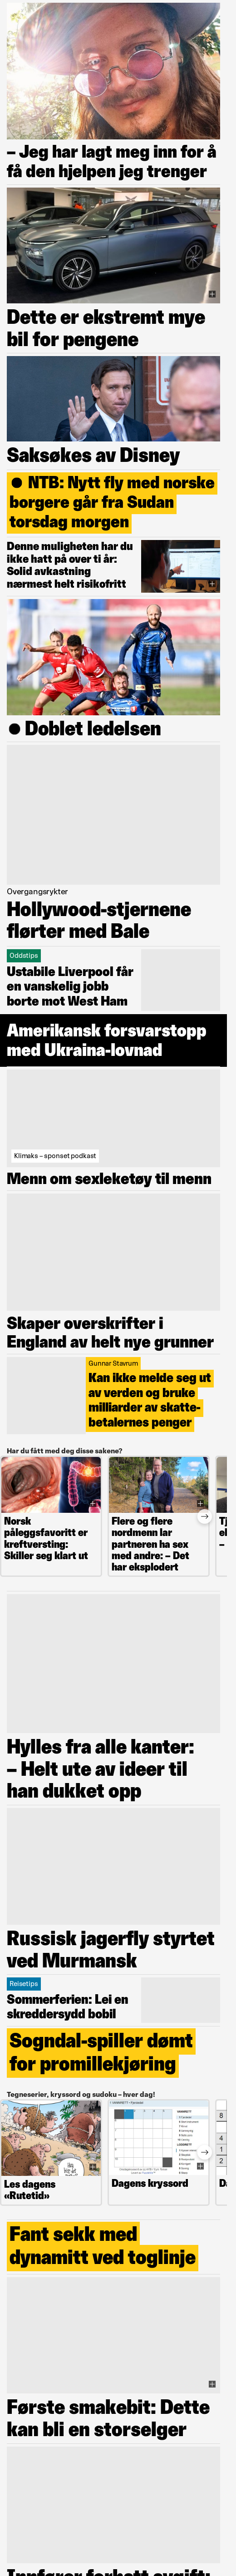 – Jeg har lagt meg inn for å
få den hjelpen jeg trenger
Dette er ekstremt mye
bil for pengene
Saksøkes av Disney
● NTB: Nytt fly med norske
borgere går fra Sudan
torsdag morgen
Denne muligheten har du
ikke hatt på over ti år:
Solid avkastning
nærmest helt risikofritt
● Doblet ledelsen
Overgangsrykter
Hollywood-stjernene
flørter med Bale
Oddstips
Ustabile Liverpool får
en vanskelig jobb
borte mot West Ham
Amerikansk forsvarstopp
med Ukraina-lovnad
Klimaks – sponset podkast
Menn om sexleketøy til menn
Skaper overskrifter i
England av helt nye grunner
Gunnar Stavrum
Kan ikke melde seg ut
av verden og bruke
milliarder av skatte-
betalernes penger
Har du fått med deg disse sakene?
Norsk
påleggsfavoritt er
kreftversting:
Skiller seg klart ut
Flere og flere
nordmenn lar
partneren ha sex
med andre: – Det
har eksplodert
Hylles fra alle kanter:
– Helt ute av ideer til
han dukket opp
Russisk jagerfly styrtet
ved Murmansk
Reisetips
Sommerferien: Lei en
skreddersydd bobil
Sogndal-spiller dømt
for promillekjøring
Tegneserier, kryssord og sudoku – hver dag!
Les dagens
«Rutetid»
Dagens kryssord
8
4
1
2
Fant sekk med
dynamitt ved toglinje
Første smakebit: Dette
kan bli en storselger